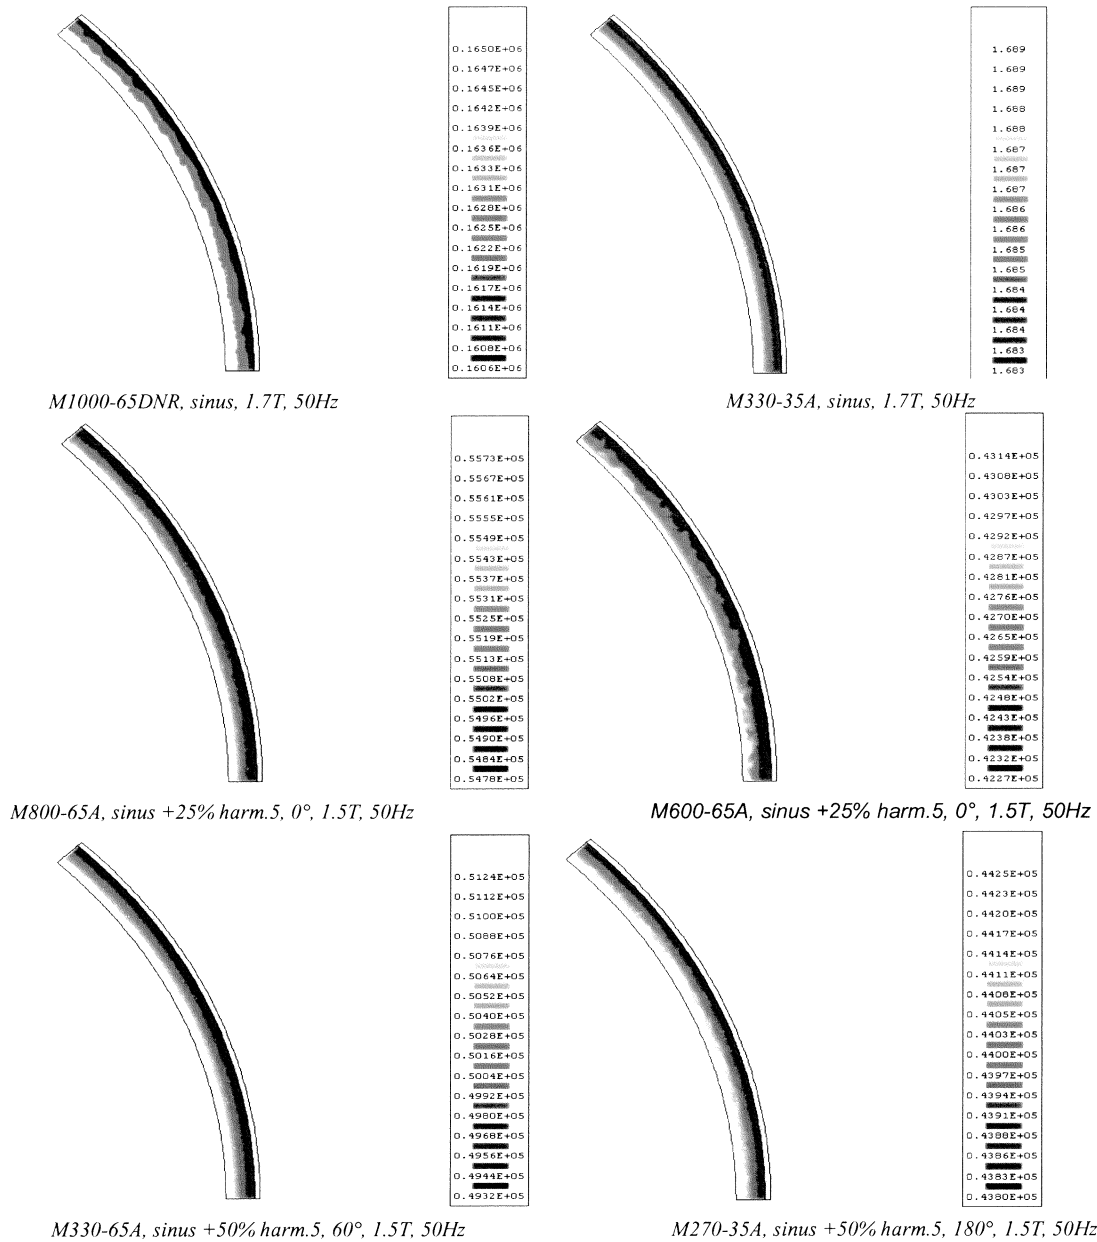 0.1650E+06
0.1647E+06
0.1645E+06
0.1642E+06
0.1639E+06
0.1636E+06
0.1633E+06
0.1631E+06
0.1628E+06
0.1625E+06
0.1622E+06
0.1619E+06
0.1617E+06
0.1614E+06
0.1611E+06
0.1608E+06
0.1606E+06
M1000-65DNR, sinus, 1.7T, 50Hz
1.689
1.689
1.689
1.688
1.688
1.687
1.687
1.687
1.686
1.686
1.685
1.685
1.684
1.684
1.684
1.683
1.683
M330-35A, sinus, 1.7T, 50Hz
0.5573E+05
0.5567E+05
0.5561E+05
0.5555E+05
0.5549E+05
0.5543E+05
0.5537E+05
0.5531E+05
0.5525E+05
0.5519E+05
0.5513E+05
0.5508E+05
0.5502E+05
0.5496E+05
0.5490E+05
0.5484E+05
0.5478E+05
M800-65A, sinus +25% harm.5, 0°, 1.5T, 50Hz
0.4314E+05
0.4308E+05
0.4303E+05
0.4297E+05
0.4292E+05
0.4287E+05
0.4281E+05
0.4276E+05
0.4270E+05
0.4265E+05
0.4259E+05
0.4254E+05
0.4248E+05
0.4243E+05
0.4238E+05
0.4232E+05
0.4227E+05
M600-65A, sinus +25% harm.5, 0°, 1.5T, 50Hz
0.5124E+05
0.5112E+05
0.5100E+05
0.5088E+05
0.5076E+05
0.5064E+05
0.5052E+05
0.5040E+05
0.5028E+05
0.5016E+05
0.5004E+05
0.4992E+05
0.4980E+05
0.4968E+05
0.4956E+05
0.4944E+05
0.4932E+05
M330-65A, sinus +50% harm.5, 60°, 1.5T, 50Hz
0.4425E+05
0.4423E+05
0.4420E+05
0.4417E+05
0.4414E+05
0.4411E+05
0.4408E+05
0.4405E+05
0.4403E+05
0.4400E+05
0.4397E+05
0.4394E+05
0.4391E+05
0.4388E+05
0.4386E+05
0.4383E+05
0.4380E+05
M270-35A, sinus +50% harm.5, 180°, 1.5T, 50Hz